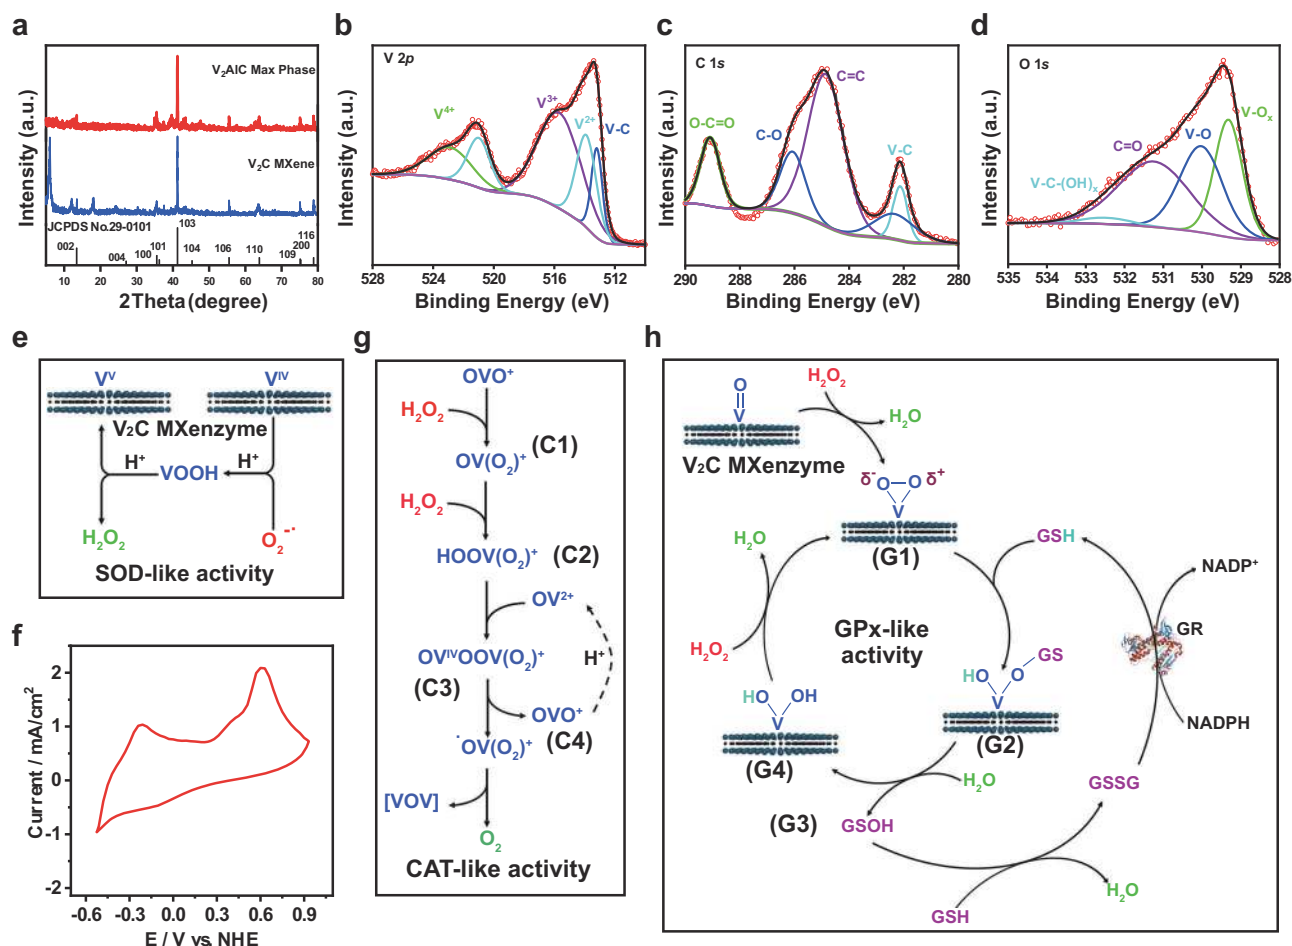 a
Intensity (a.u.)
V₂AlC Max Phase
V₂C MXene
JCPDS No.29-0101
002
004
100
101
103
104
106
110
109
200
116
10 20 30 40 50 60 70 80
2Theta (degree)
b
V 2p
Intensity (a.u.)
V⁴⁺
V³⁺
V²⁺
V-C
528 525 522 519 516 513 510
Binding Energy (eV)
c
C 1s
Intensity (a.u.)
O-C=O
C-O
C=C
V-C
290 288 286 284 282 280
Binding Energy (eV)
d
O 1s
Intensity (a.u.)
V-C-(OH)ₓ
C=O
V-O
V-Oₓ
535 534 533 532 531 530 529 528
Binding Energy (eV)
e
Vⱽ
Vᴵⱽ
V₂C MXenzyme
H⁺
VOOH
H⁺
H₂O₂
O₂⁻·
SOD-like activity
f
Current / mA/cm²
2
1
0
-1
-2
-0.6 -0.3 0.0 0.3 0.6 0.9
E / V vs. NHE
g
OVO⁺
H₂O₂
(C1)
OV(O₂)⁺
H₂O₂
HOOV(O₂)⁺
(C2)
OV²⁺
OVᴵⱽOOV(O₂)⁺
H⁺
(C3)
OVO⁺
(C4)
·OV(O₂)⁺
[VOV]
O₂
CAT-like activity
h
O
V
H₂O₂
H₂O
V₂C MXenzyme
δ⁻
O
O
δ⁺
V
(G1)
H₂O
GSH
NADP⁺
GR
GPx-like
activity
H₂O₂
GS
HO
O
V
(G2)
HO
OH
V
(G4)
NADPH
H₂O
GSSG
(G3)
GSOH
H₂O
GSH